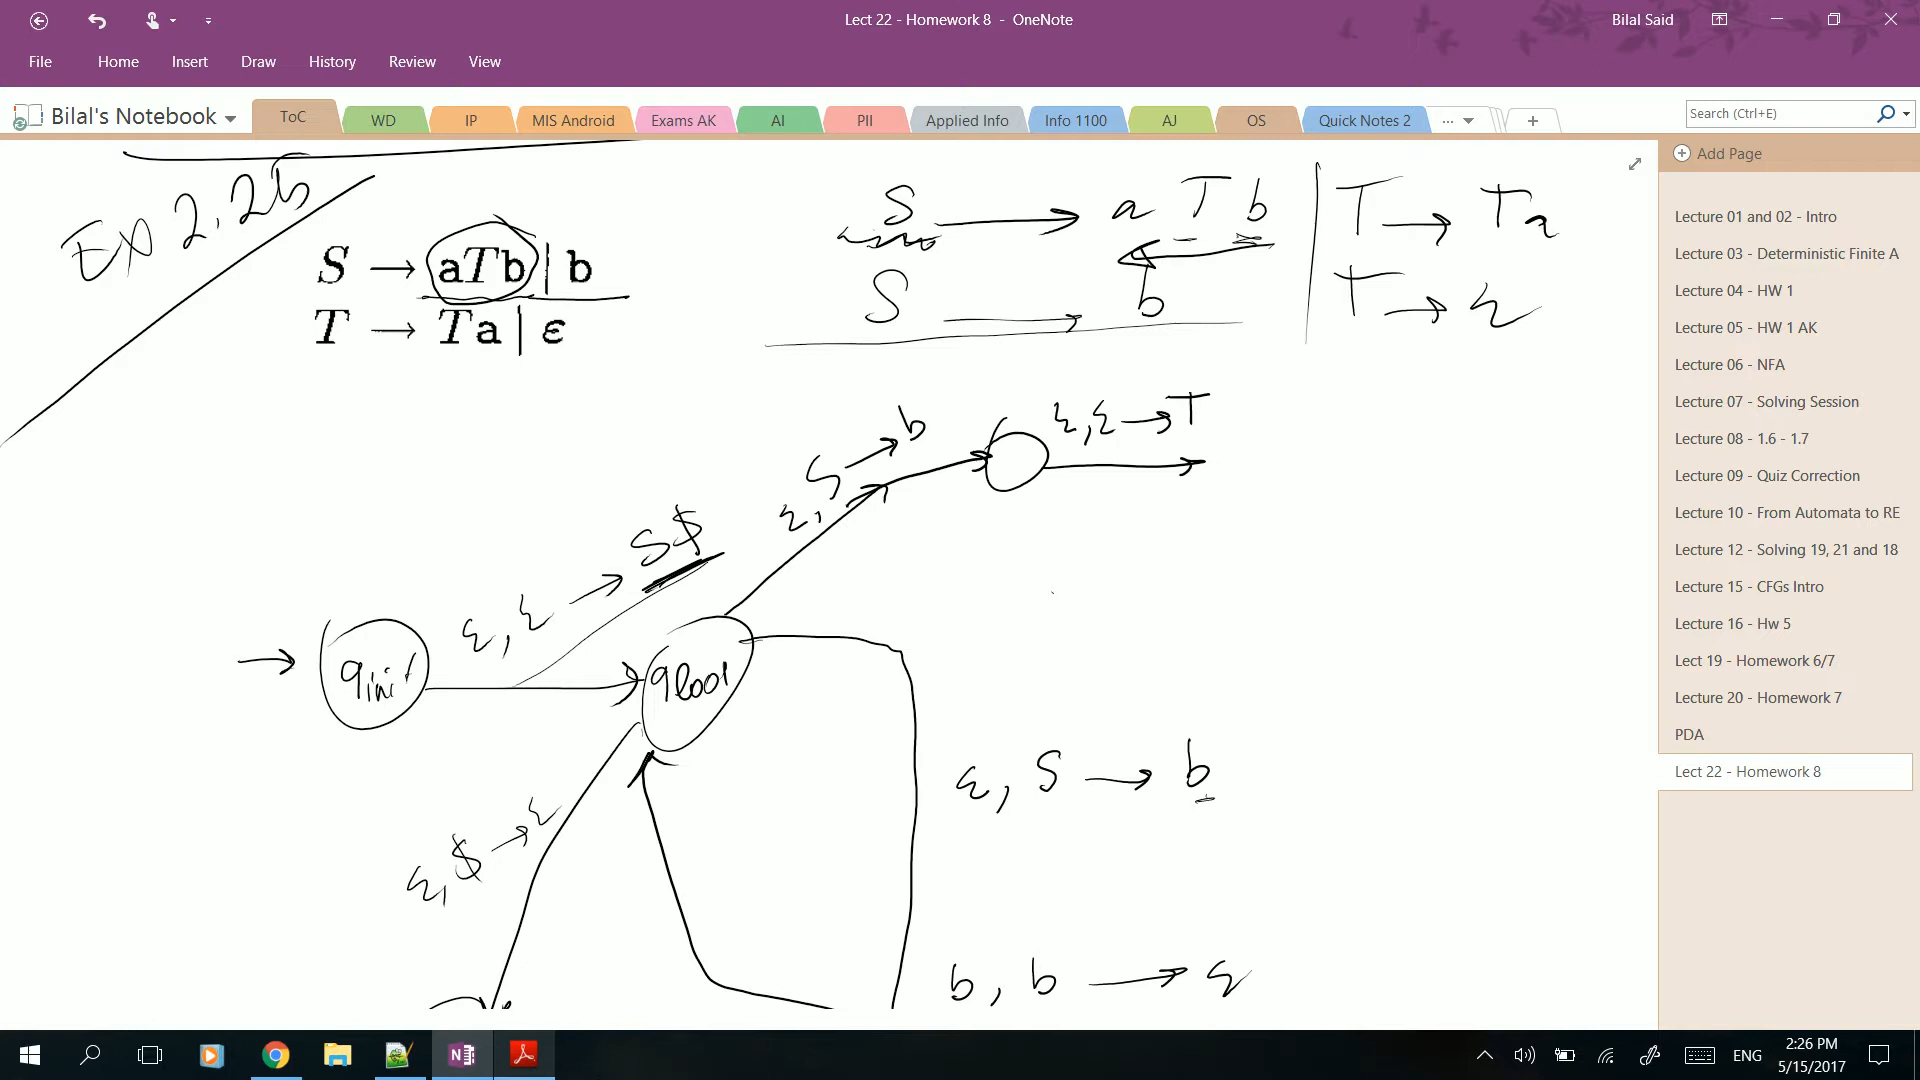 Lect 22 - Homework 8 - OneNote
Bilal Said
File Home Insert Draw History Review View
Bilal's Notebook
ToC WD IP MIS Android Exams AK AI PII Applied Info Info 1100 AJ OS Quick Notes 2 ...
Search (Ctrl+E)
Add Page
Lecture 01 and 02 - Intro
Lecture 03 - Deterministic Finite A
Lecture 04 - HW 1
Lecture 05 - HW 1 AK
Lecture 06 - NFA
Lecture 07 - Solving Session
Lecture 08 - 1.6 - 1.7
Lecture 09 - Quiz Correction
Lecture 10 - From Automata to RE
Lecture 12 - Solving 19, 21 and 18
Lecture 15 - CFGs Intro
Lecture 16 - Hw 5
Lect 19 - Homework 6/7
Lecture 20 - Homework 7
PDA
Lect 22 - Homework 8
EX 2.2b
S → aTb | b
T → Ta | ε
S → a T b
S → b
T → Ta
T → ε
ε, S → b
ε, ε → T
ε, ε → S$
qinit
qloop
ε, S → b
ε, $ → ε
b, b → ε
ENG
2:26 PM
5/15/2017